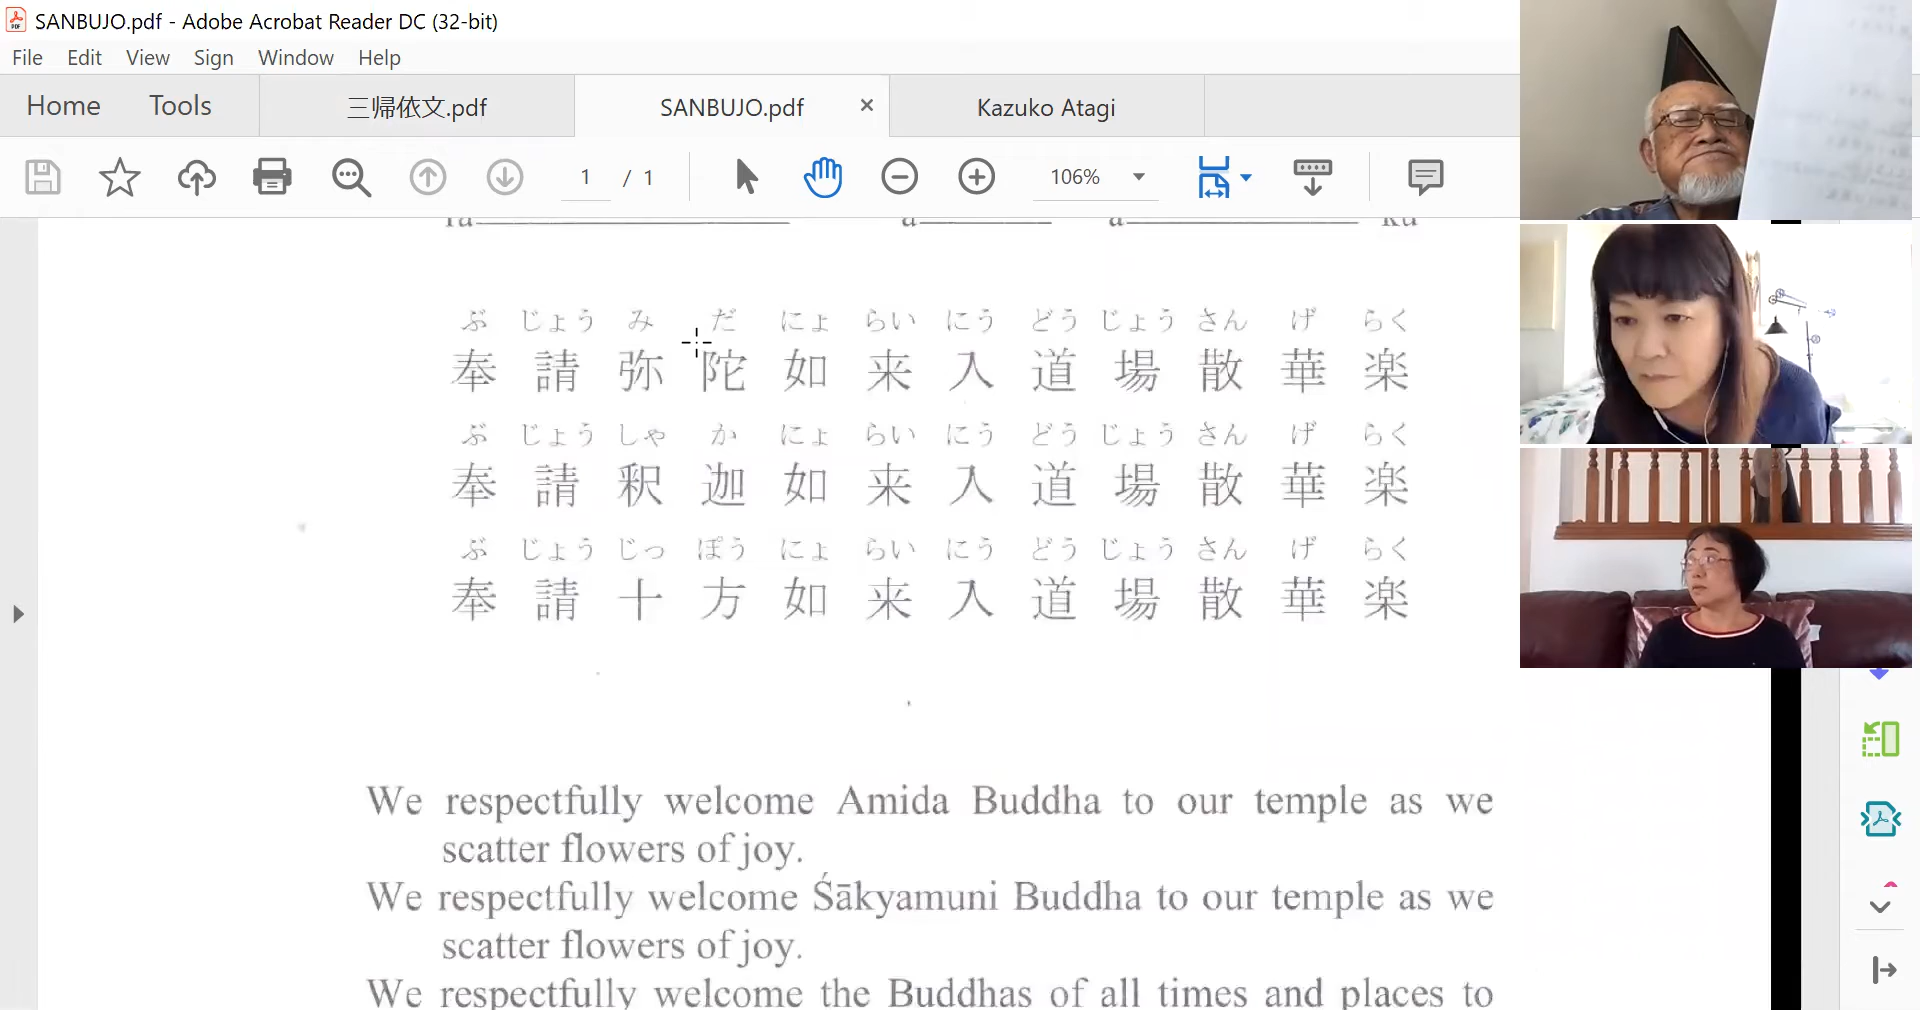 SANBUJO.pdf - Adobe Acrobat Reader DC (32-bit)
File Edit View Sign Window Help
Home Tools 三帰依文.pdf SANBUJO.pdf × Kazuko Atagi
1 / 1 106%
ぶ じょう み だ にょ らい にう どう じょう さん げ らく
奉 請 弥 陀 如 来 入 道 場 散 華 楽
ぶ じょう しゃ か にょ らい にう どう じょう さん げ らく
奉 請 釈 迦 如 来 入 道 場 散 華 楽
ぶ じょう じっ ぽう にょ らい にう どう じょう さん げ らく
奉 請 十 方 如 来 入 道 場 散 華 楽
We respectfully welcome Amida Buddha to our temple as we
scatter flowers of joy.
We respectfully welcome Śākyamuni Buddha to our temple as we
scatter flowers of joy.
We respectfully welcome the Buddhas of all times and places to